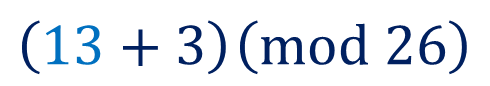 (13 + 3)(mod 26)